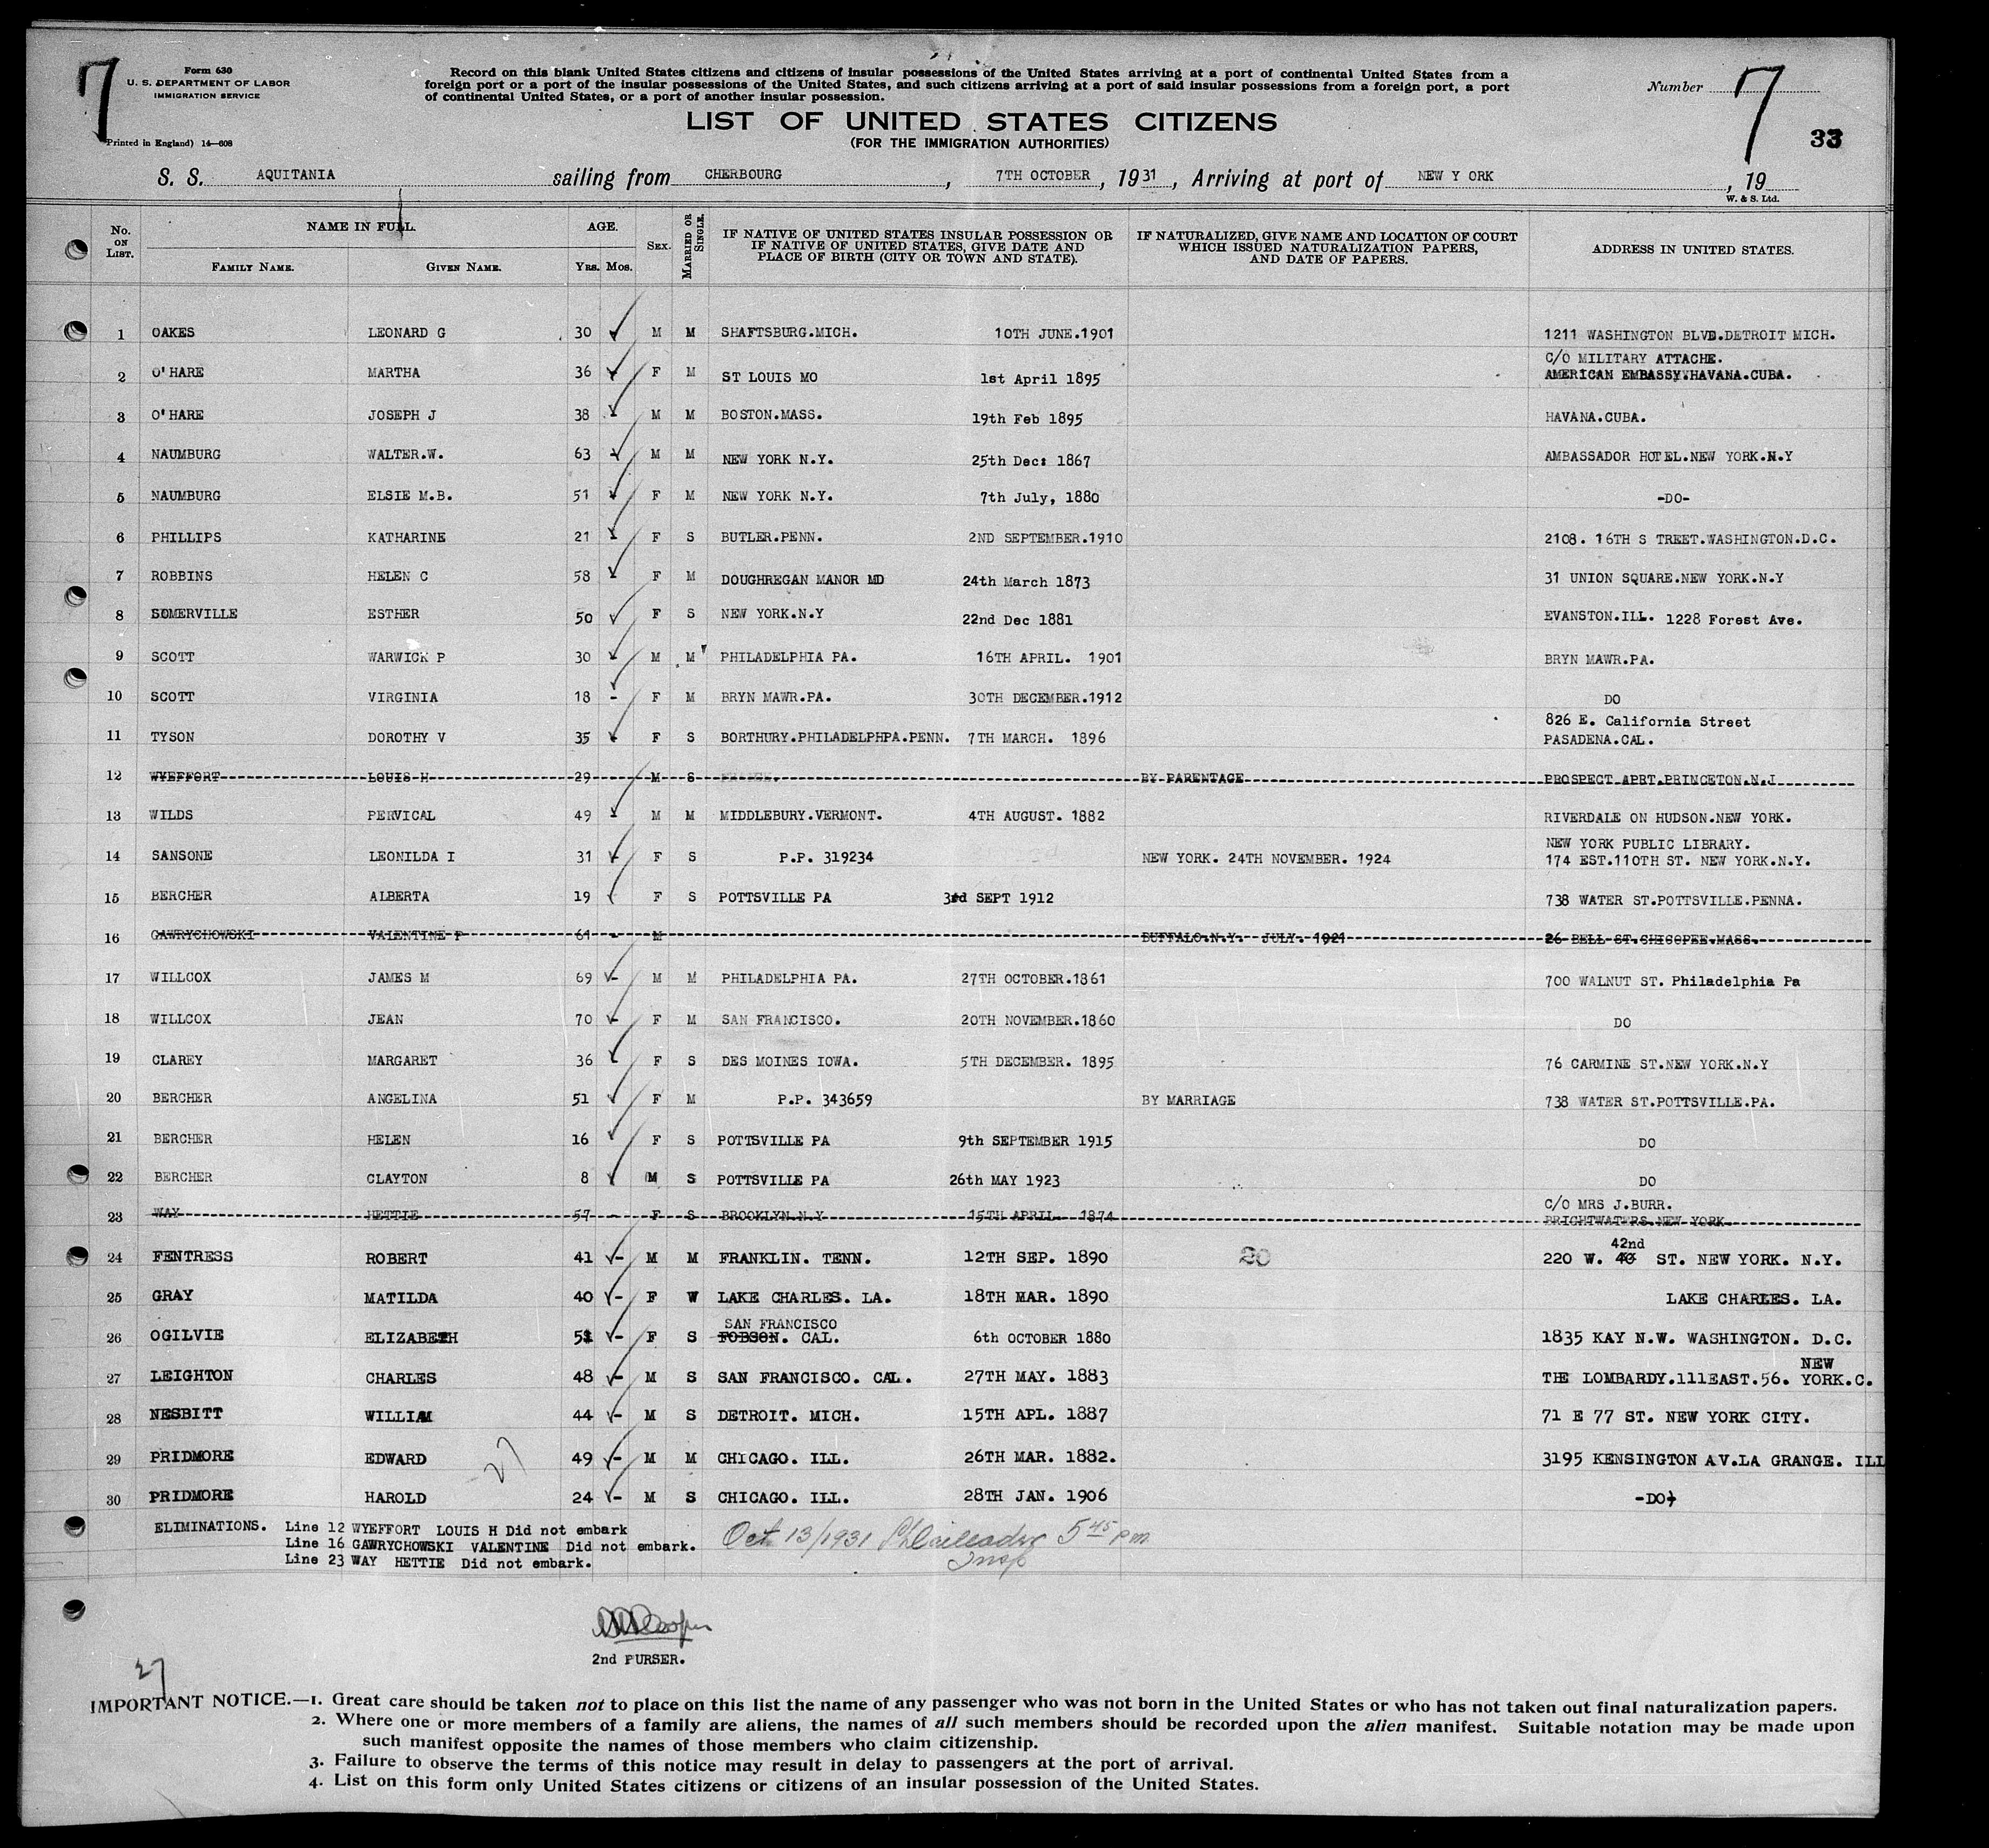 7
Form 630
U. S. DEPARTMENT OF LABOR
IMMIGRATION SERVICE
Printed in England) 14—608
Record on this blank United States citizens and citizens of insular possessions of the United States arriving at a port of continental United States from a
foreign port or a port of the insular possessions of the United States, and such citizens arriving at a port of said insular possessions from a foreign port, a port
of continental United States, or a port of another insular possession.
Number 7
33
LIST OF UNITED STATES CITIZENS
(FOR THE IMMIGRATION AUTHORITIES)
S. S. AQUITANIA sailing from CHERBOURG, 7TH OCTOBER, 1931, Arriving at port of NEW Y ORK, 19
W. & S. Ltd.
No. ON LIST. NAME IN FULL. FAMILY NAME. GIVEN NAME. AGE. YRS. MOS. SEX. MARRIED OR SINGLE. IF NATIVE OF UNITED STATES INSULAR POSSESSION OR IF NATIVE OF UNITED STATES, GIVE DATE AND PLACE OF BIRTH (CITY OR TOWN AND STATE). IF NATURALIZED, GIVE NAME AND LOCATION OF COURT WHICH ISSUED NATURALIZATION PAPERS, AND DATE OF PAPERS. ADDRESS IN UNITED STATES.
1 OAKES LEONARD G 30 M M SHAFTSBURG.MICH. 10TH JUNE.1901 1211 WASHINGTON BLVD.DETROIT MICH.
2 O'HARE MARTHA 36 F M ST LOUIS MO 1st April 1895 C/O MILITARY ATTACHE. AMERICAN EMBASSY.HAVANA.CUBA.
3 O'HARE JOSEPH J 38 M M BOSTON.MASS. 19th Feb 1895 HAVANA.CUBA.
4 NAUMBURG WALTER.W. 63 M M NEW YORK N.Y. 25th Dec: 1867 AMBASSADOR HOTEL.NEW YORK.N.Y
5 NAUMBURG ELSIE M.B. 51 F M NEW YORK N.Y. 7th July, 1880 -DO-
6 PHILLIPS KATHARINE 21 F S BUTLER.PENN. 2ND SEPTEMBER.1910 2108. 16TH S TREET.WASHINGTON.D.C.
7 ROBBINS HELEN C 58 F M DOUGHREGAN MANOR MD 24th March 1873 31 UNION SQUARE.NEW YORK.N.Y
8 SOMERVILLE ESTHER 50 F S NEW YORK.N.Y 22nd Dec 1881 EVANSTON.ILL. 1228 Forest Ave.
9 SCOTT WARWICK P 30 M M PHILADELPHIA PA. 16TH APRIL. 1901 BRYN MAWR.PA.
10 SCOTT VIRGINIA 18 - F M BRYN MAWR.PA. 30TH DECEMBER.1912 DO
11 TYSON DOROTHY V 35 F S BORTHURY.PHILADELPHPA.PENN. 7TH MARCH. 1896 826 E. California Street PASADENA.CAL.
12 WYEFFORT LOUIS H 29 M S BY PARENTAGE PROSPECT APRT.PRINCETON.N.J
13 WILDS PERVICAL 49 M M MIDDLEBURY.VERMONT. 4TH AUGUST. 1882 RIVERDALE ON HUDSON.NEW YORK.
14 SANSONE LEONILDA I 31 F S P.P. 319234 NEW YORK. 24TH NOVEMBER. 1924 NEW YORK PUBLIC LIBRARY. 174 EST.110TH ST. NEW YORK.N.Y.
15 BERCHER ALBERTA 19 F S POTTSVILLE PA 3rd SEPT 1912 738 WATER ST.POTTSVILLE.PENNA.
16 GAWRYCHOWSKI VALENTINE P 61 - M BUFFALO.N.Y. JULY. 1921 26 BELL ST.CHICOPEE.MASS.
17 WILLCOX JAMES M 69 - M M PHILADELPHIA PA. 27TH OCTOBER.1861 700 WALNUT ST. Philadelphia Pa
18 WILLCOX JEAN 70 - F M SAN FRANCISCO. 20TH NOVEMBER.1860 DO
19 CLAREY MARGARET 36 F S DES MOINES IOWA. 5TH DECEMBER. 1895 76 CARMINE ST.NEW YORK.N.Y
20 BERCHER ANGELINA 51 F M P.P. 343659 BY MARRIAGE 738 WATER ST.POTTSVILLE.PA.
21 BERCHER HELEN 16 F S POTTSVILLE PA 9th SEPTEMBER 1915 DO
22 BERCHER CLAYTON 8 M S POTTSVILLE PA 26th MAY 1923 DO
23 WAY HETTIE 57 - F S BROOKLYN.N.Y 15TH APRIL 1874 C/O MRS J.BURR. BRIGHTWATERS.NEW YORK
24 FENTRESS ROBERT 41 - M M FRANKLIN. TENN. 12TH SEP. 1890 20 220 W. 40 42nd ST. NEW YORK. N.Y.
25 GRAY MATILDA 40 - F W LAKE CHARLES. LA. 18TH MAR. 1890 LAKE CHARLES. LA.
26 OGILVIE ELIZABETH 51 - F S SAN FRANCISCO FOBSON. CAL. 6th OCTOBER 1880 1835 KAY N.W. WASHINGTON. D.C.
27 LEIGHTON CHARLES 48 - M S SAN FRANCISCO. CAL. 27TH MAY. 1883 THE LOMBARDY.111EAST.56. NEW YORK.C.
28 NESBITT WILLIAM 44 - M S DETROIT. MICH. 15TH APL. 1887 71 E 77 ST. NEW YORK CITY.
29 PRIDMORE EDWARD 49 - M M CHICAGO. ILL. 26TH MAR. 1882. 3195 KENSINGTON AV.LA GRANGE. ILL
27
30 PRIDMORE HAROLD 24 - M S CHICAGO. ILL. 28TH JAN. 1906 -DO-
ELIMINATIONS. Line 12 WYEFFORT LOUIS H Did not embark
Line 16 GAWRYCHOWSKI VALENTINE Did not embark.
Line 23 WAY HETTIE Did not embark.
Oct 13/1931 5 45 PM
Insp
2nd PURSER.
27
IMPORTANT NOTICE.—1. Great care should be taken not to place on this list the name of any passenger who was not born in the United States or who has not taken out final naturalization papers.
2. Where one or more members of a family are aliens, the names of all such members should be recorded upon the alien manifest. Suitable notation may be made upon
such manifest opposite the names of those members who claim citizenship.
3. Failure to observe the terms of this notice may result in delay to passengers at the port of arrival.
4. List on this form only United States citizens or citizens of an insular possession of the United States.